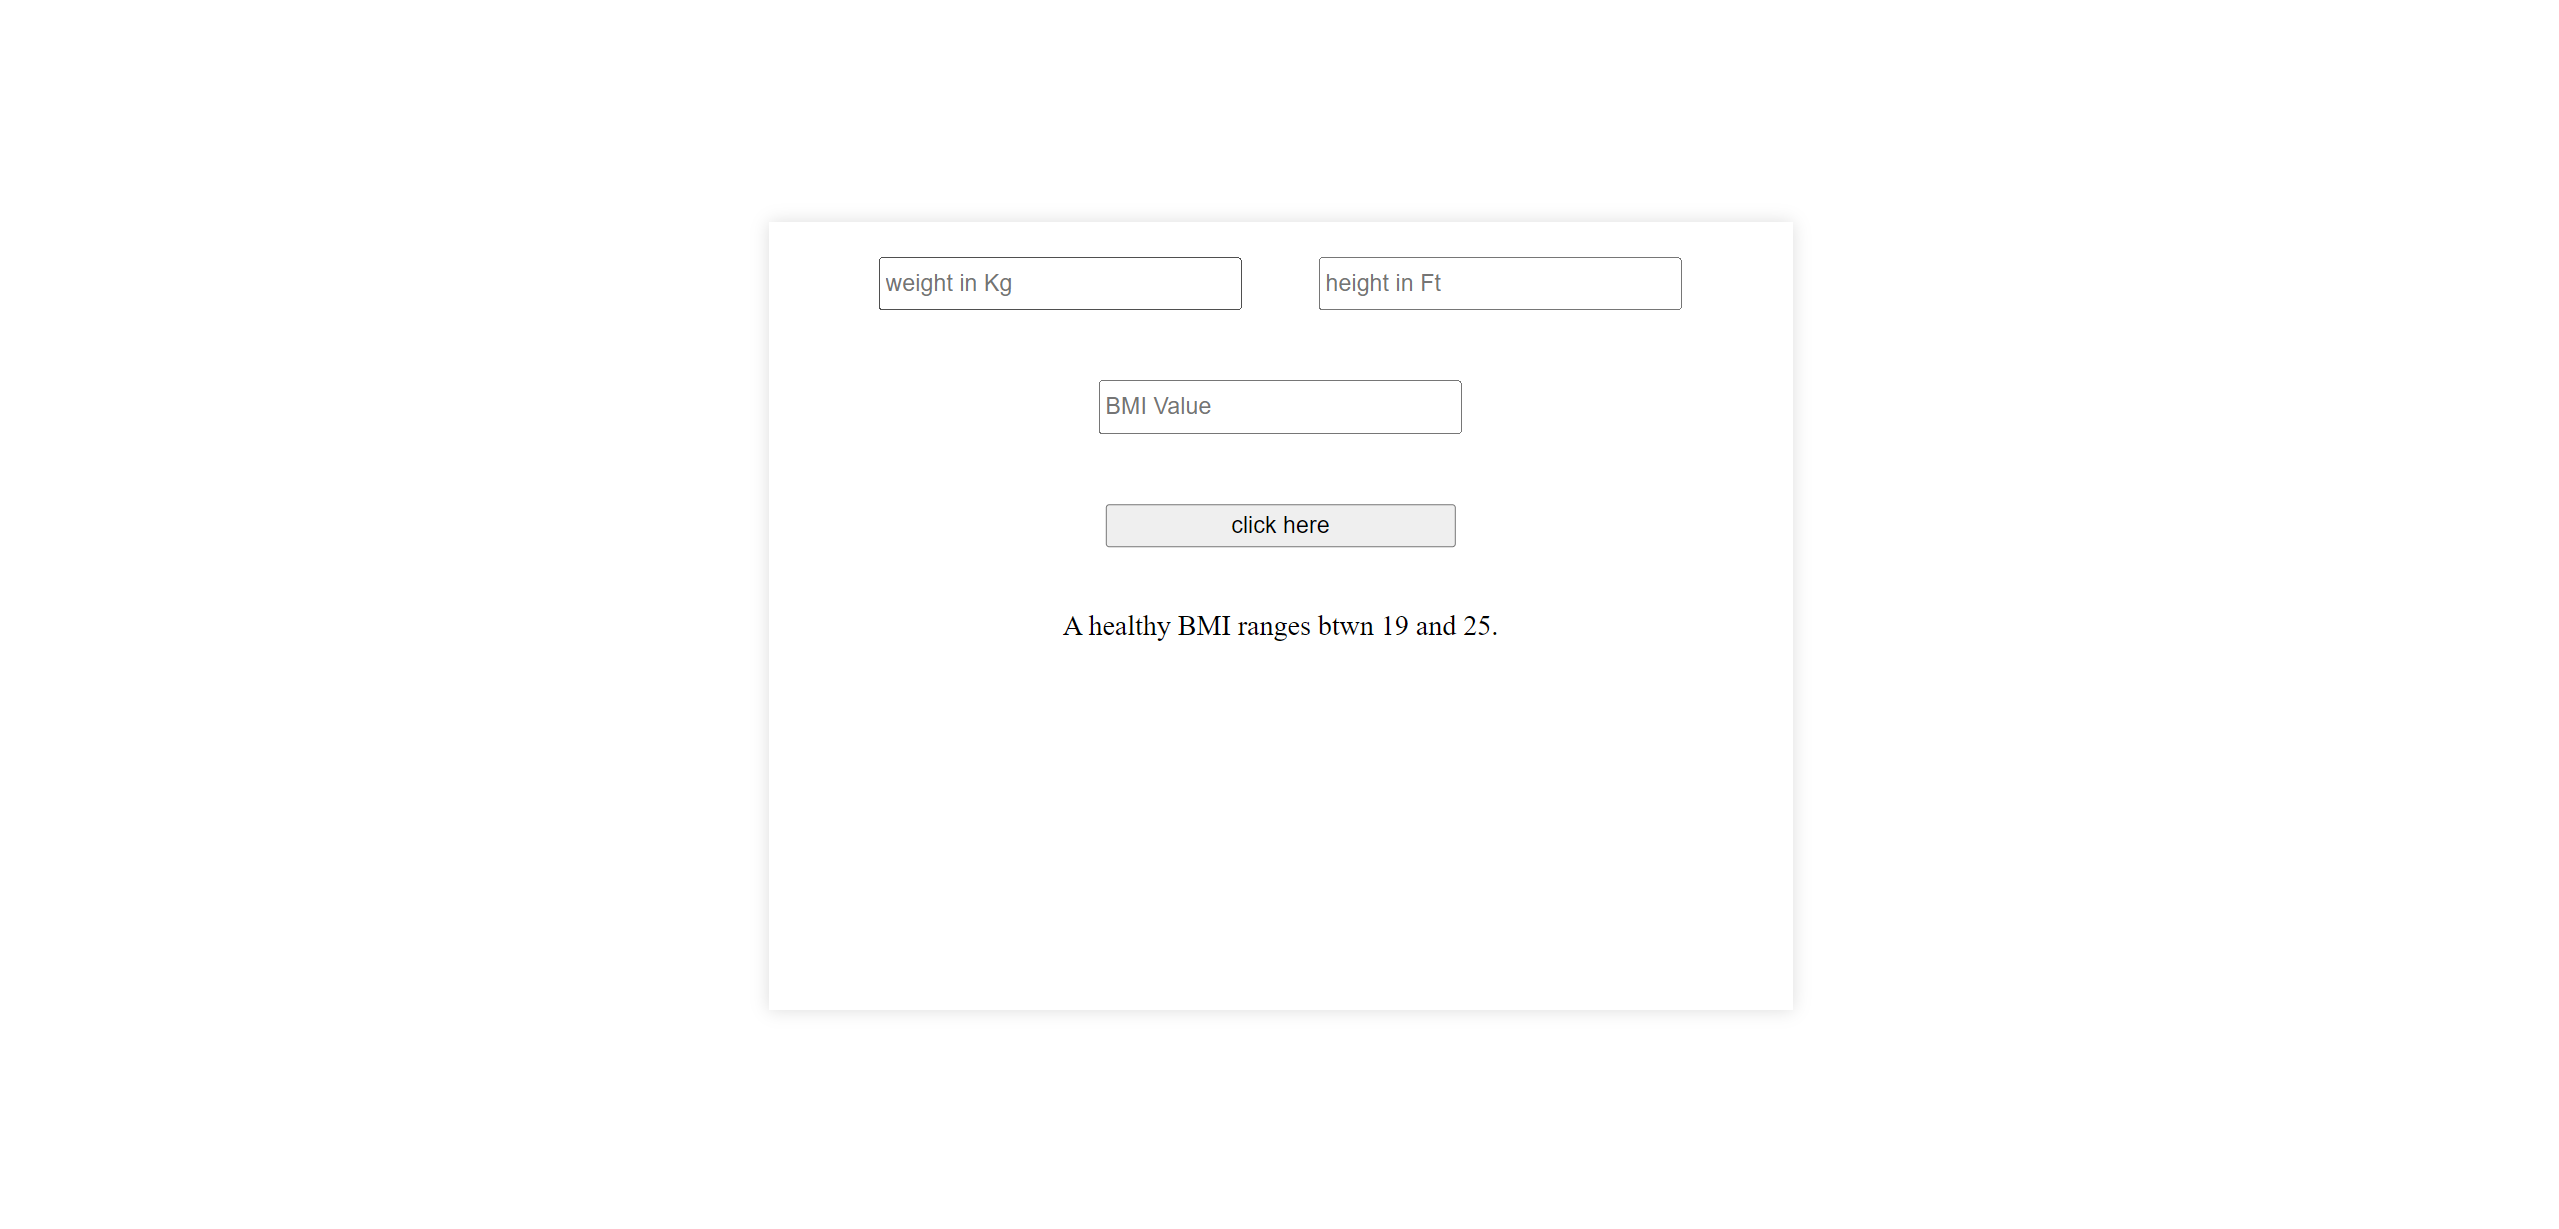 weight in Kg height in Ft
BMI Value
click here
A healthy BMI ranges btwn 19 and 25.